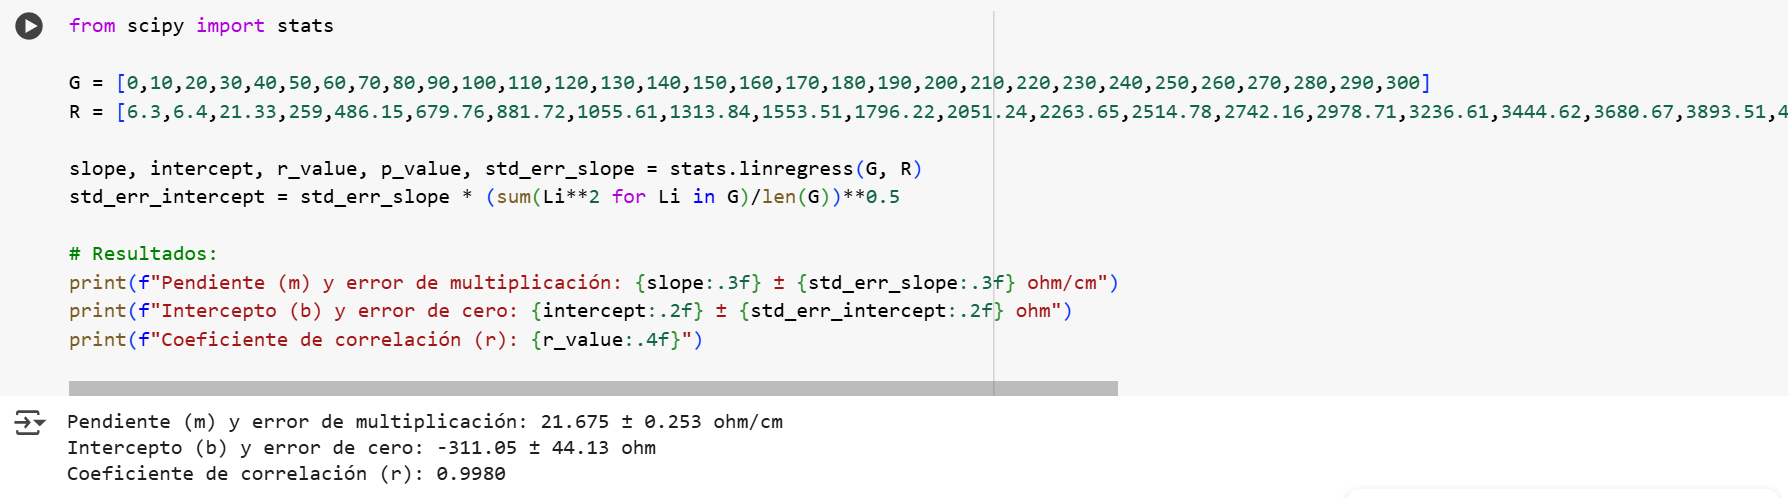 from scipy import stats
G = [0,10,20,30,40,50,60,70,80,90,100,110,120,130,140,150,160,170,180,190,200,210,220,230,240,250,260,270,280,290,300]
R = [6.3,6.4,21.33,259,486.15,679.76,881.72,1055.61,1313.84,1553.51,1796.22,2051.24,2263.65,2514.78,2742.16,2978.71,3236.61,3444.62,3680.67,3893.51,4
slope, intercept, r_value, p_value, std_err_slope = stats.linregress(G, R)
std_err_intercept = std_err_slope * (sum(Li**2 for Li in G)/len(G))**0.5
# Resultados:
print(f"Pendiente (m) y error de multiplicación: {slope:.3f} ± {std_err_slope:.3f} ohm/cm")
print(f"Intercepto (b) y error de cero: {intercept:.2f} ± {std_err_intercept:.2f} ohm")
print(f"Coeficiente de correlación (r): {r_value:.4f}")
Pendiente (m) y error de multiplicación: 21.675 ± 0.253 ohm/cm
Intercepto (b) y error de cero: -311.05 ± 44.13 ohm
Coeficiente de correlación (r): 0.9980